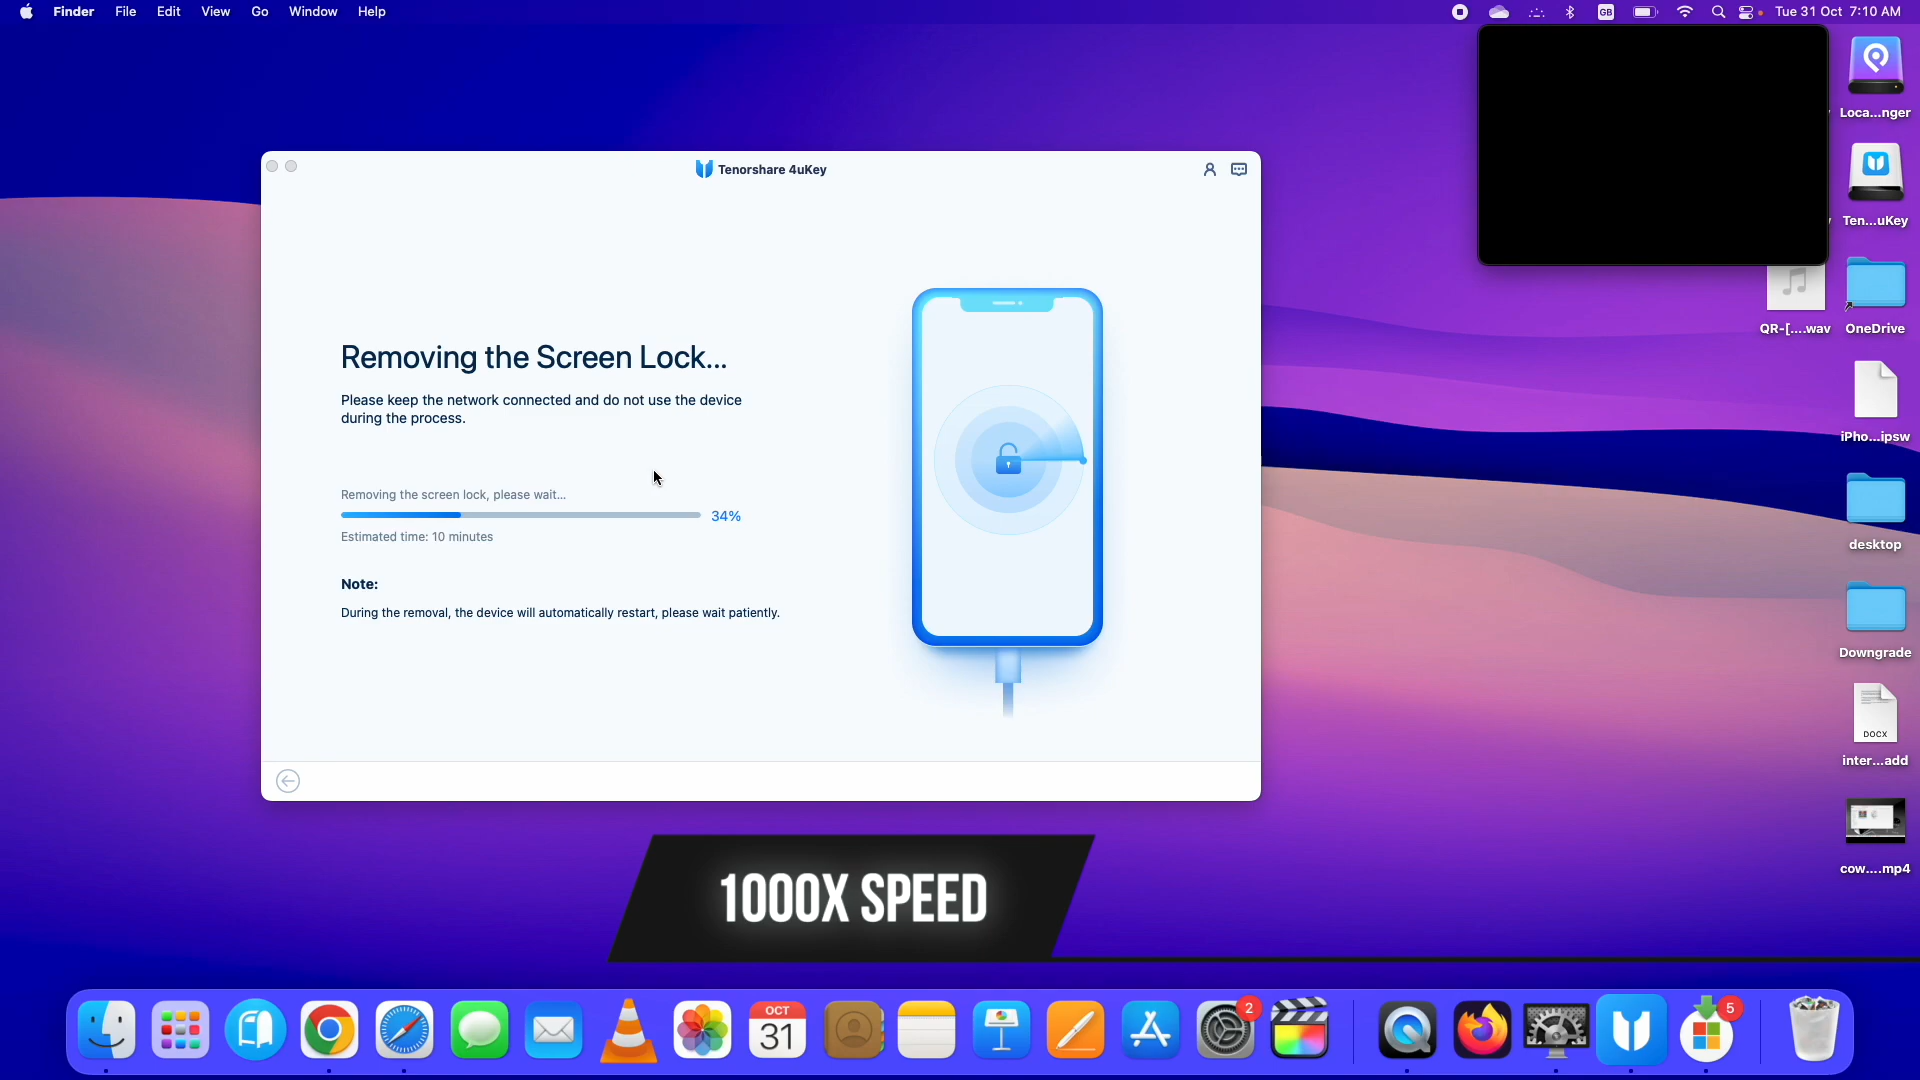 Finder File Edit View Go Window Help
GB
Tue 31 Oct 7:10 AM
Loca...nger
Tenorshare 4uKey
Ten...uKey
QR-[....wav
OneDrive
Removing the Screen Lock...
Please keep the network connected and do not use the device
during the process.
iPho...ipsw
Removing the screen lock, please wait...
34%
Estimated time: 10 minutes
desktop
Note:
During the removal, the device will automatically restart, please wait patiently.
Downgrade
DOCX
inter...add
cow....mp4
1000X SPEED
OCT
31
2
5